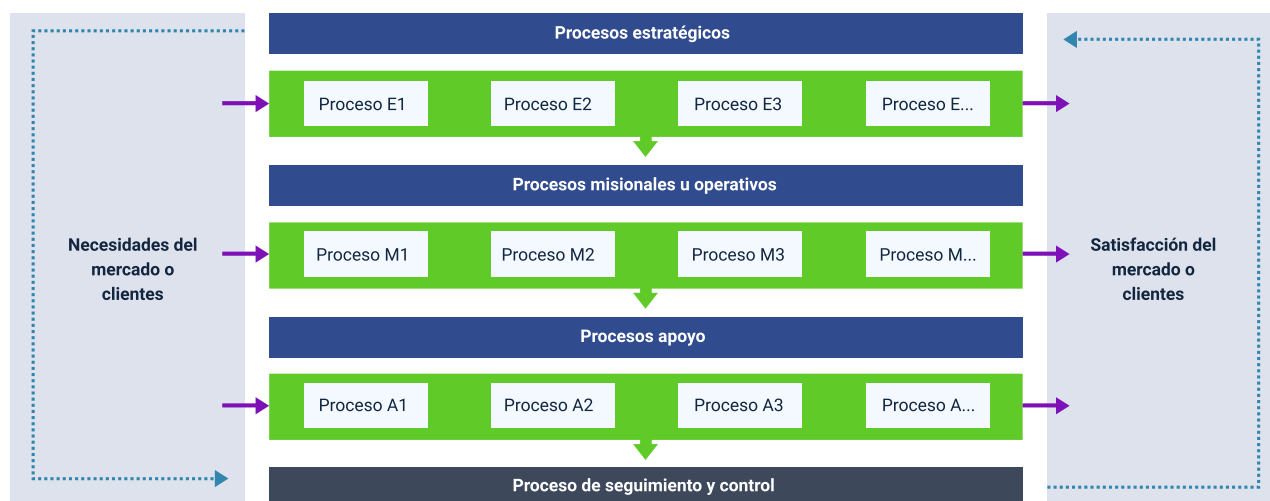 Procesos estratégicos
Proceso E1
Proceso E2
Proceso E3
Proceso E...
Procesos misionales u operativos
Necesidades del
mercado o
clientes
Proceso M1
Proceso M2
Proceso M3
Proceso M...
Satisfacción del
mercado o
clientes
Procesos apoyo
Proceso A1
Proceso A2
Proceso A3
Proceso A...
Proceso de seguimiento y control